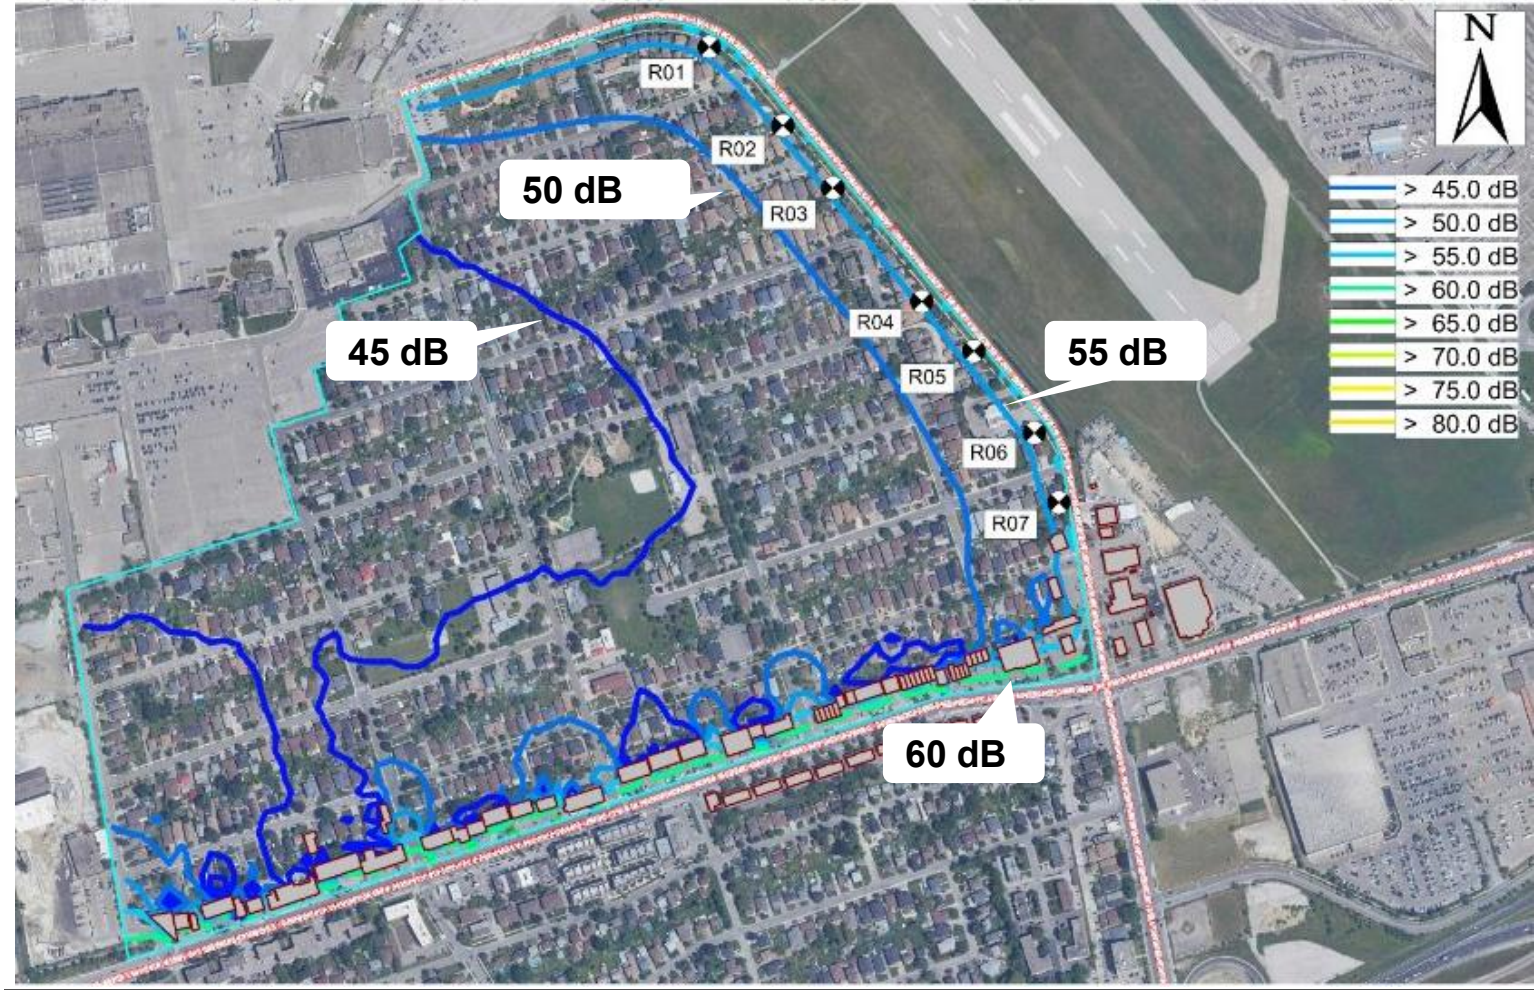 N
R01
R02
50 dB
R03
> 45.0 dB
> 50.0 dB
> 55.0 dB
> 60.0 dB
> 65.0 dB
> 70.0 dB
> 75.0 dB
> 80.0 dB
R04
45 dB
55 dB
R05
R06
R07
60 dB